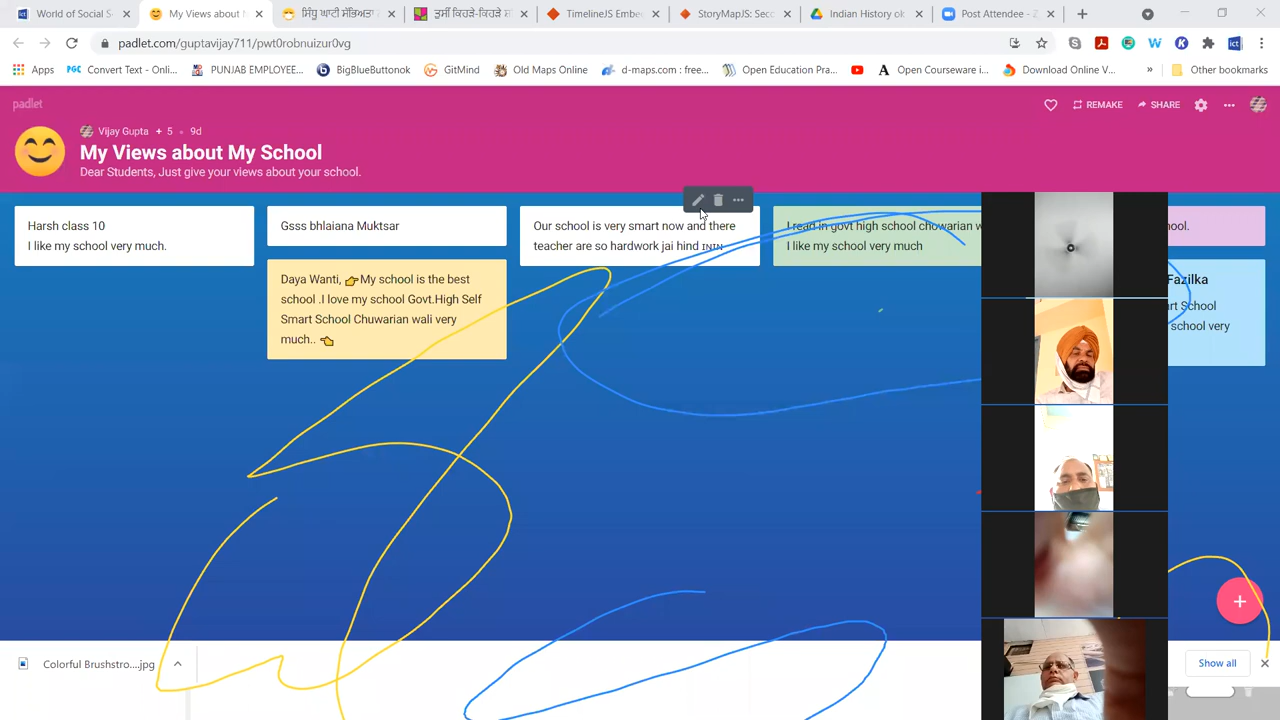 World of Social S
My Views about M
ਸਿੰਧੂ ਘਾਟੀ ਸੱਭਿਅਤਾ
TimelineJS Embe
StoryMapJS: Sec
Indian History ok
Post Attendee - Z
padlet.com/guptavijay711/pwt0robnuizur0vg
Apps
PGC Convert Text - Onli...
PUNJAB EMPLOYEE...
BigBlueButtonok
GitMind
Old Maps Online
d-maps.com : free...
Open Education Pra...
Open Courseware i...
Download Online V...
»
Other bookmarks
padlet
REMAKE
SHARE
Vijay Gupta + 5 • 9d
My Views about My School
Dear Students, Just give your views about your school.
Harsh class 10
I like my school very much.
Gsss bhlaiana Muktsar
Daya Wanti, 👉My school is the best
school .I love my school Govt.High Self
Smart School Chuwarian wali very
much.. 👈
Our school is very smart now and there
teacher are so hardwork jai hind
I read in govt high school chowarian w
I like my school very much
hool.
Fazilka
rt School
school very
Colorful Brushstro....jpg
Show all